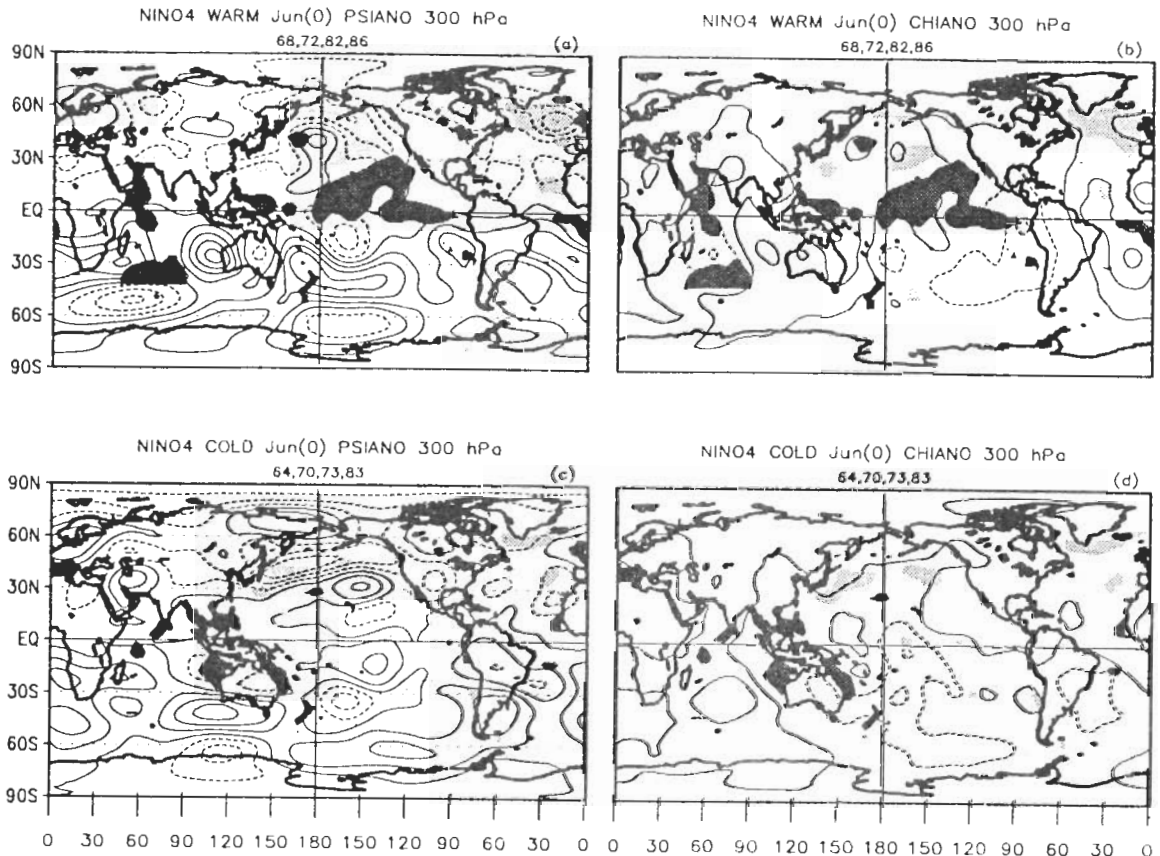 NINO4 WARM Jun(0) PSIANO 300 hPa
68,72,82,86
(a)
90N
60N
30N
EQ
30S
60S
90S
NINO4 WARM Jun(0) CHIANO 300 hPa
68,72,82,86
(b)
NINO4 COLD Jun(0) PSIANO 300 hPa
64,70,73,83
(c)
90N
60N
30N
EQ
30S
60S
90S
0 30 60 90 120 150 180 150 120 90 60 30 0
NINO4 COLD Jun(0) CHIANO 300 hPa
64,70,73,83
(d)
0 30 60 90 120 150 180 150 120 90 60 30 0